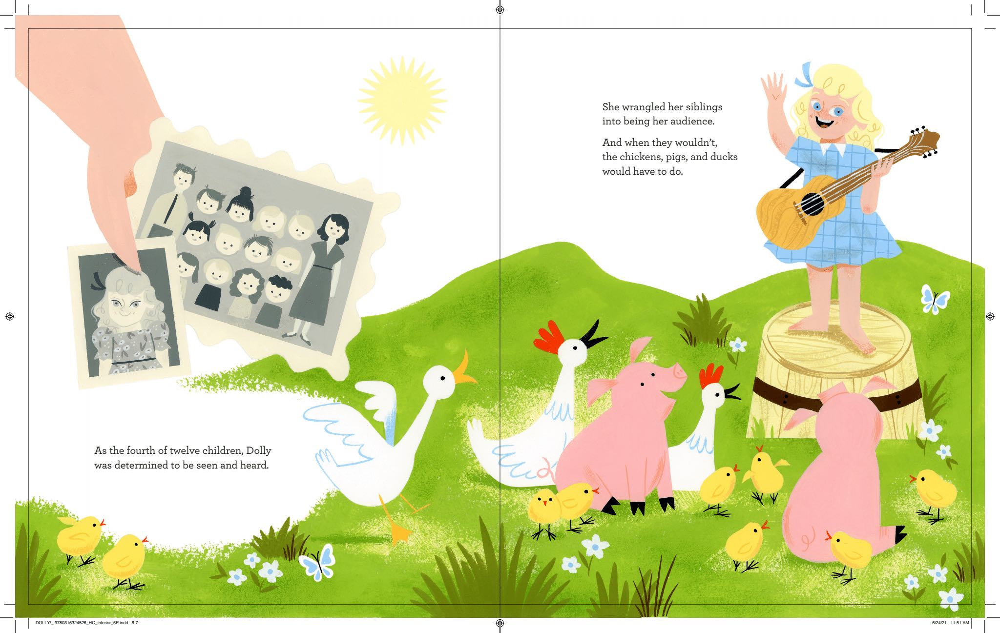 As the fourth of twelve children, Dolly
was determined to be seen and heard.
She wrangled her siblings
into being her audience.
And when they wouldn’t,
the chickens, pigs, and ducks
would have to do.
DOLLY!_ 9780316324526_HC_interior_5P.indd 6-7
6/24/21 11:51 AM